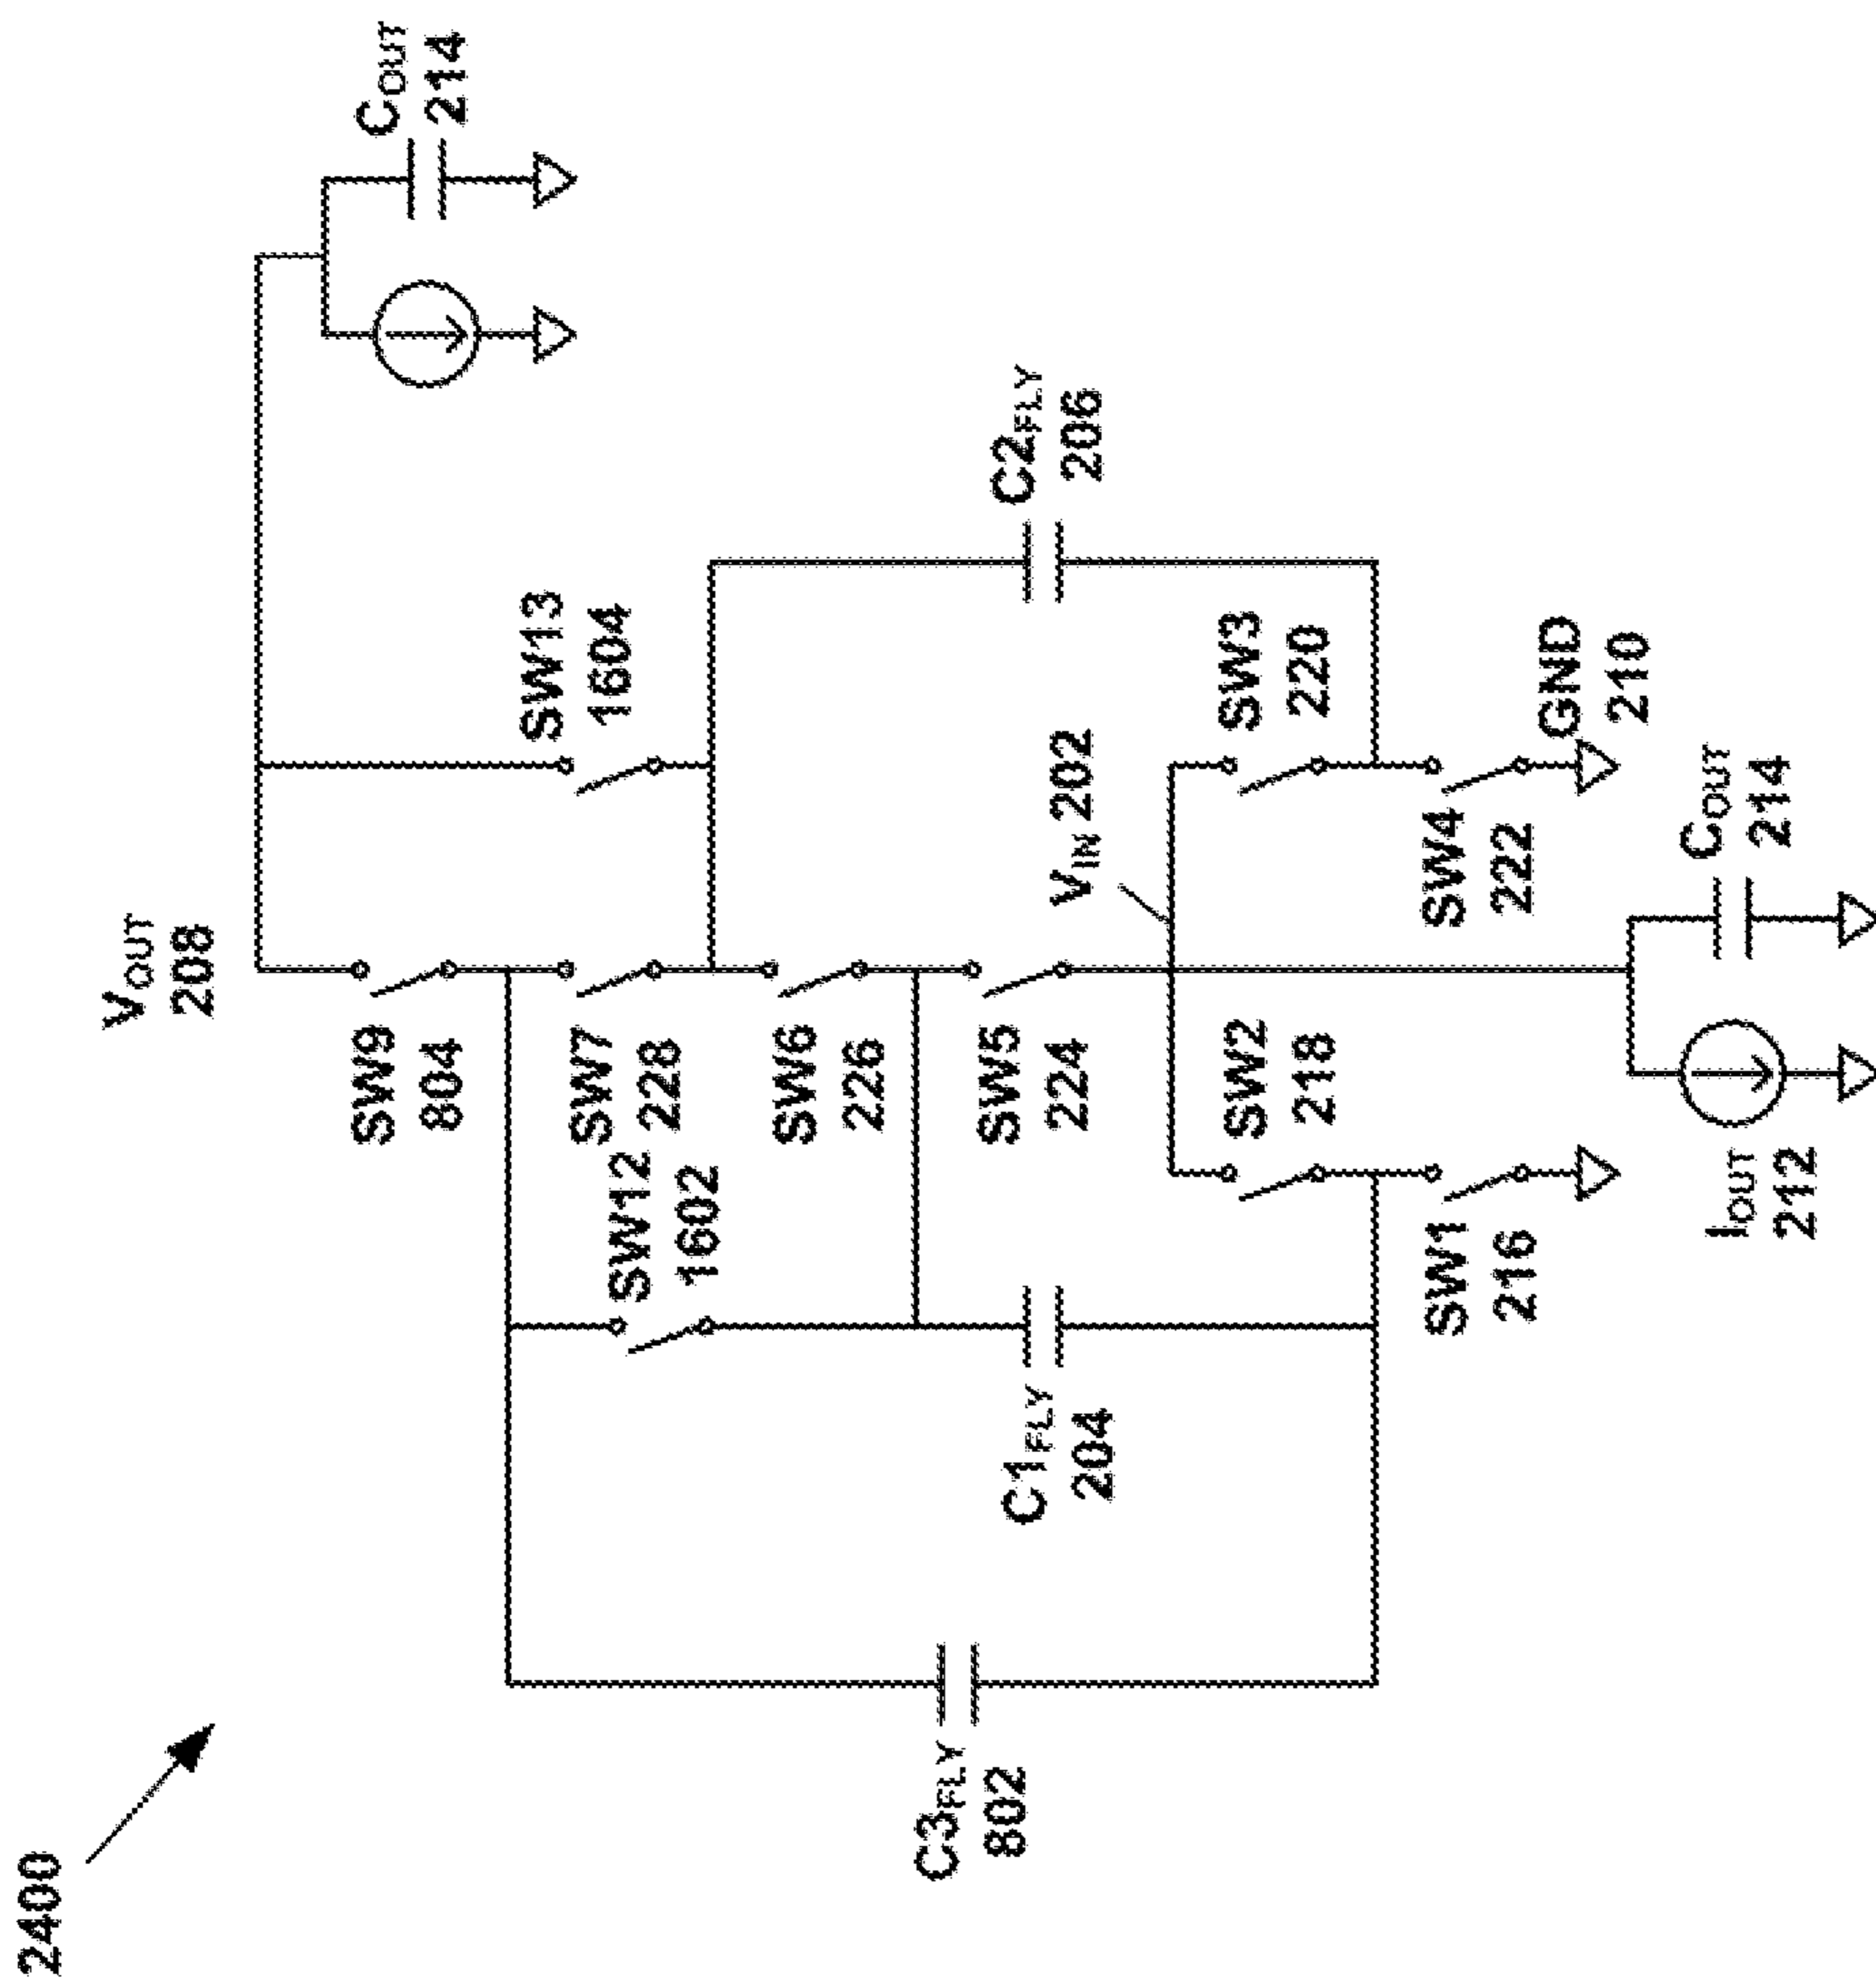 2400
VOUT
208
COUT
214
SW9
804
SW13
1604
SW7
228
SW12
1602
SW6
226
C2FLY
206
C3FLY
802
C1FLY
204
SW5
224
VIN 202
SW2
218
SW3
220
SW1
216
SW4
222
GND
210
IOUT
212
COUT
214